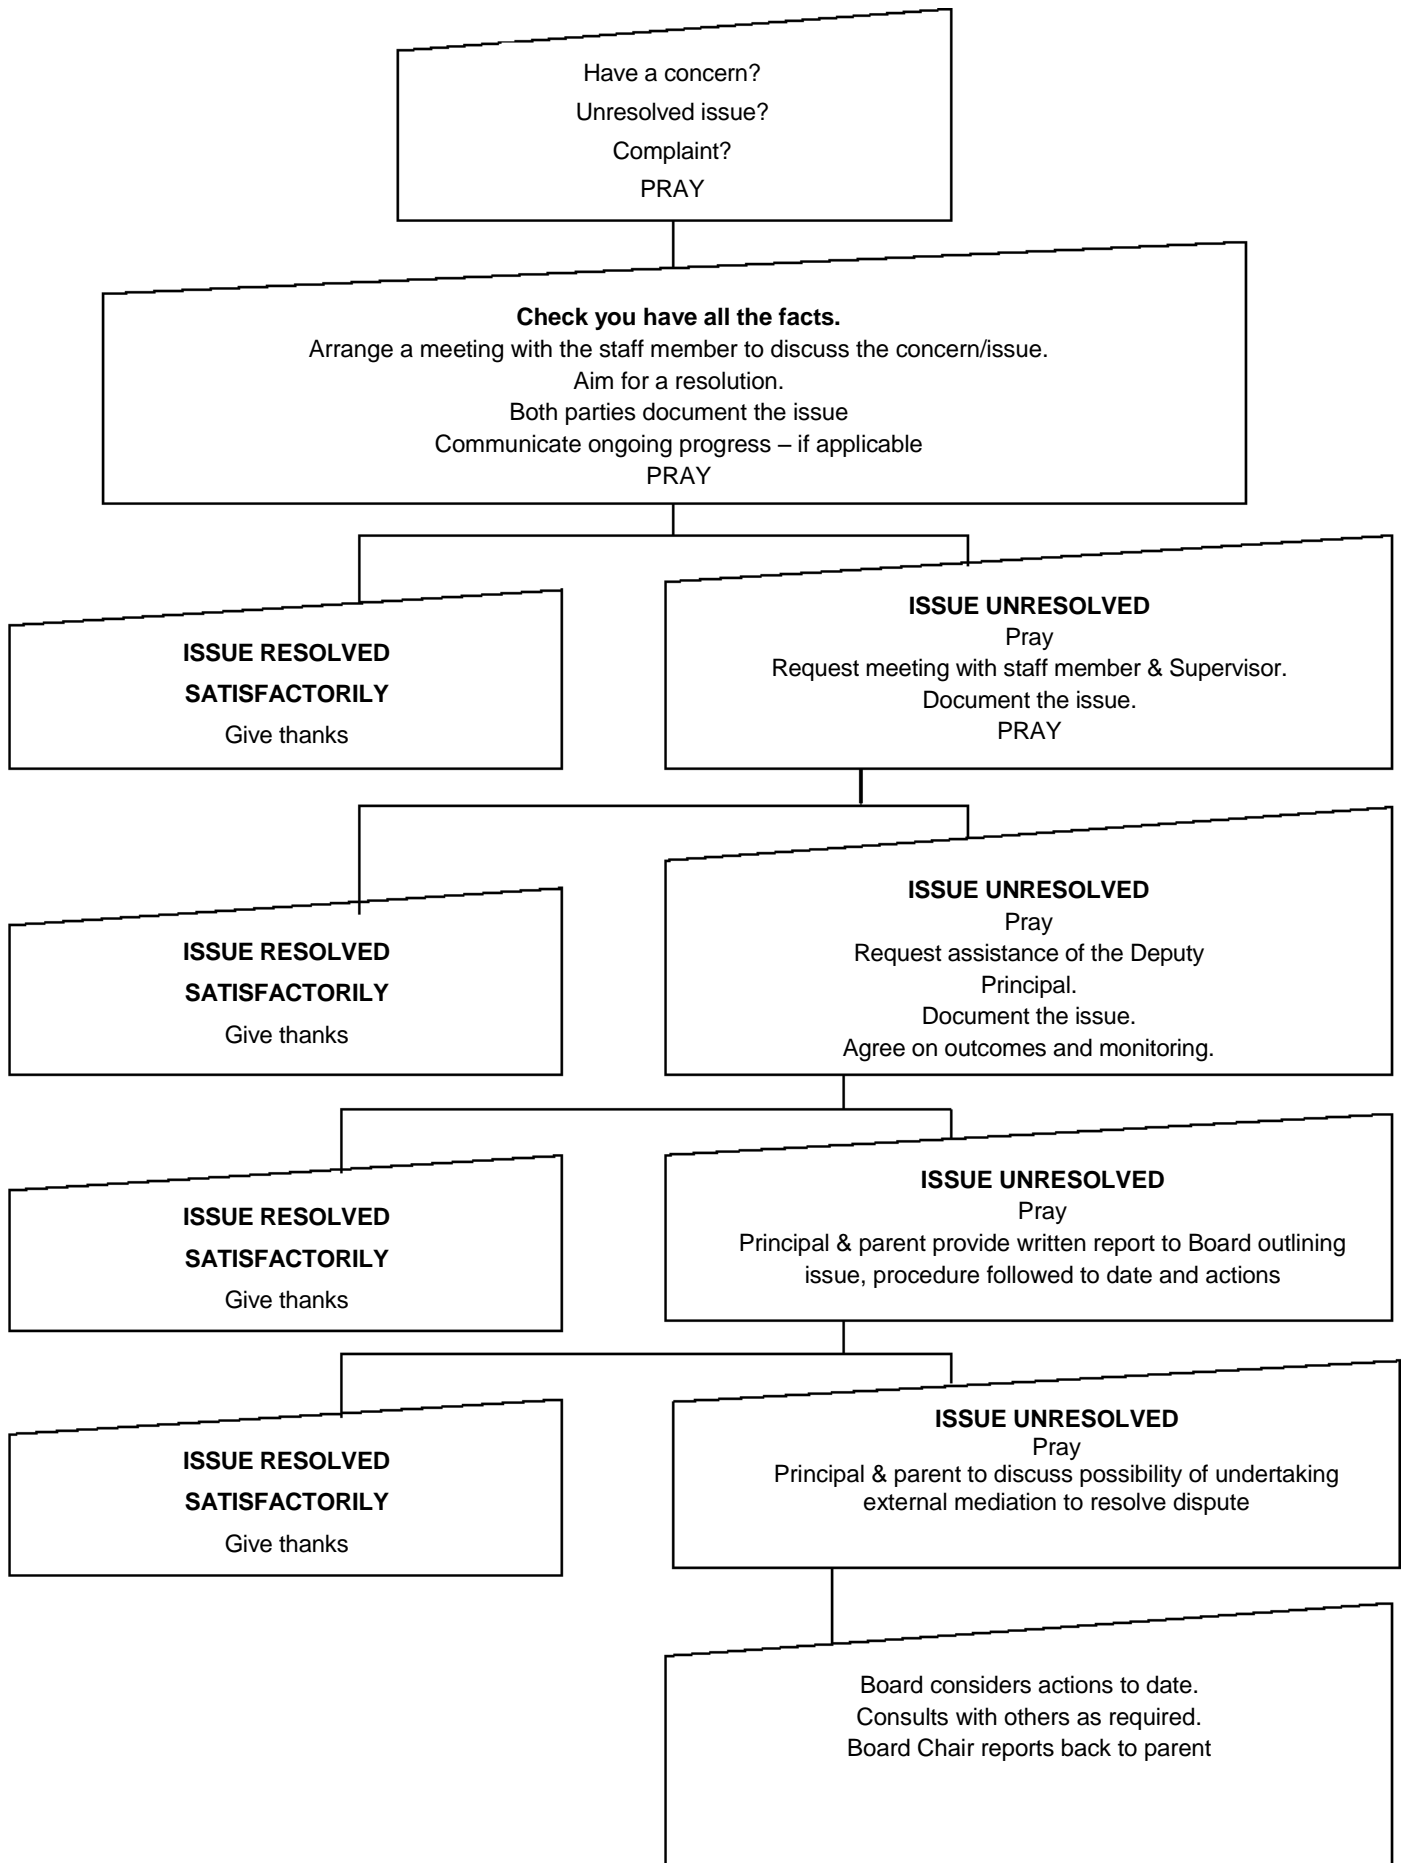 Have a concern?
Unresolved issue?
Complaint?
PRAY
Check you have all the facts.
Arrange a meeting with the staff member to discuss the concern/issue.
Aim for a resolution.
Both parties document the issue
Communicate ongoing progress – if applicable
PRAY
ISSUE RESOLVED
SATISFACTORILY
Give thanks
ISSUE UNRESOLVED
Pray
Request meeting with staff member & Supervisor.
Document the issue.
PRAY
ISSUE RESOLVED
SATISFACTORILY
Give thanks
ISSUE UNRESOLVED
Pray
Request assistance of the Deputy
Principal.
Document the issue.
Agree on outcomes and monitoring.
ISSUE RESOLVED
SATISFACTORILY
Give thanks
ISSUE UNRESOLVED
Pray
Principal & parent provide written report to Board outlining
issue, procedure followed to date and actions
ISSUE RESOLVED
SATISFACTORILY
Give thanks
ISSUE UNRESOLVED
Pray
Principal & parent to discuss possibility of undertaking
external mediation to resolve dispute
Board considers actions to date.
Consults with others as required.
Board Chair reports back to parent